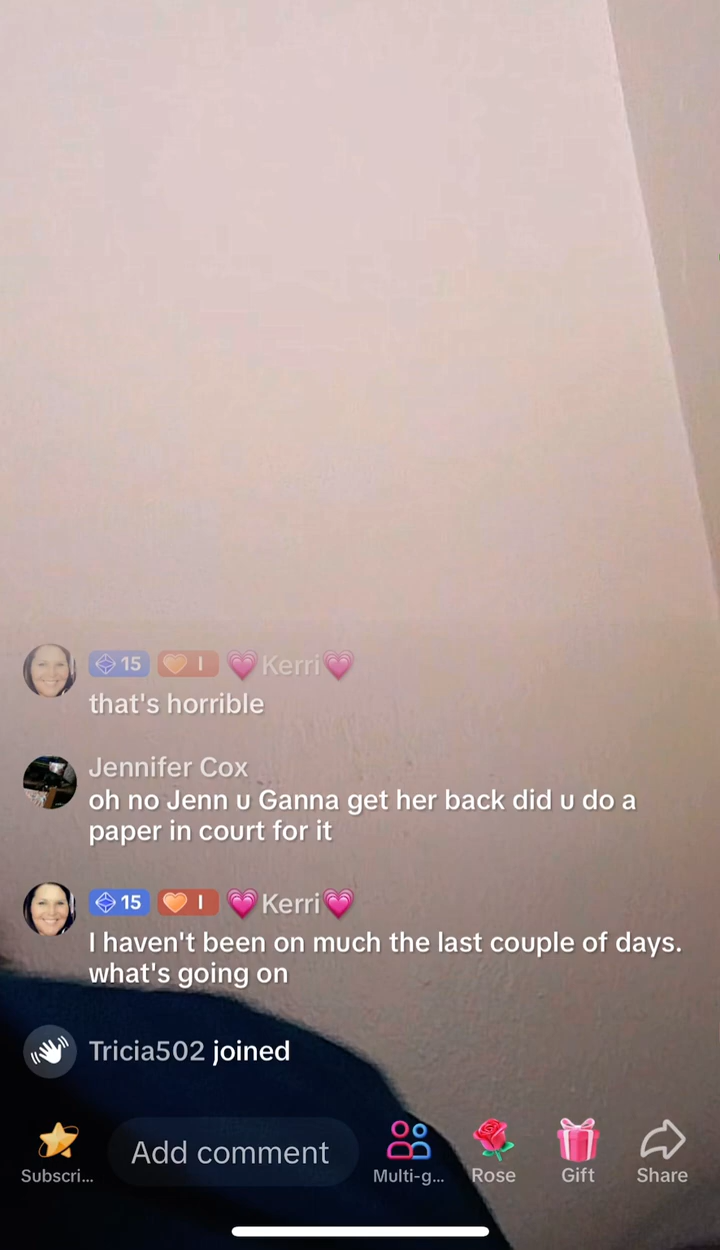 15 I 💗Kerri💗
that's horrible
Jennifer Cox
oh no Jenn u Ganna get her back did u do a
paper in court for it
15 I 💗Kerri💗
I haven't been on much the last couple of days.
what's going on
Tricia502 joined
Add comment
Subscri... Multi-g... Rose Gift Share